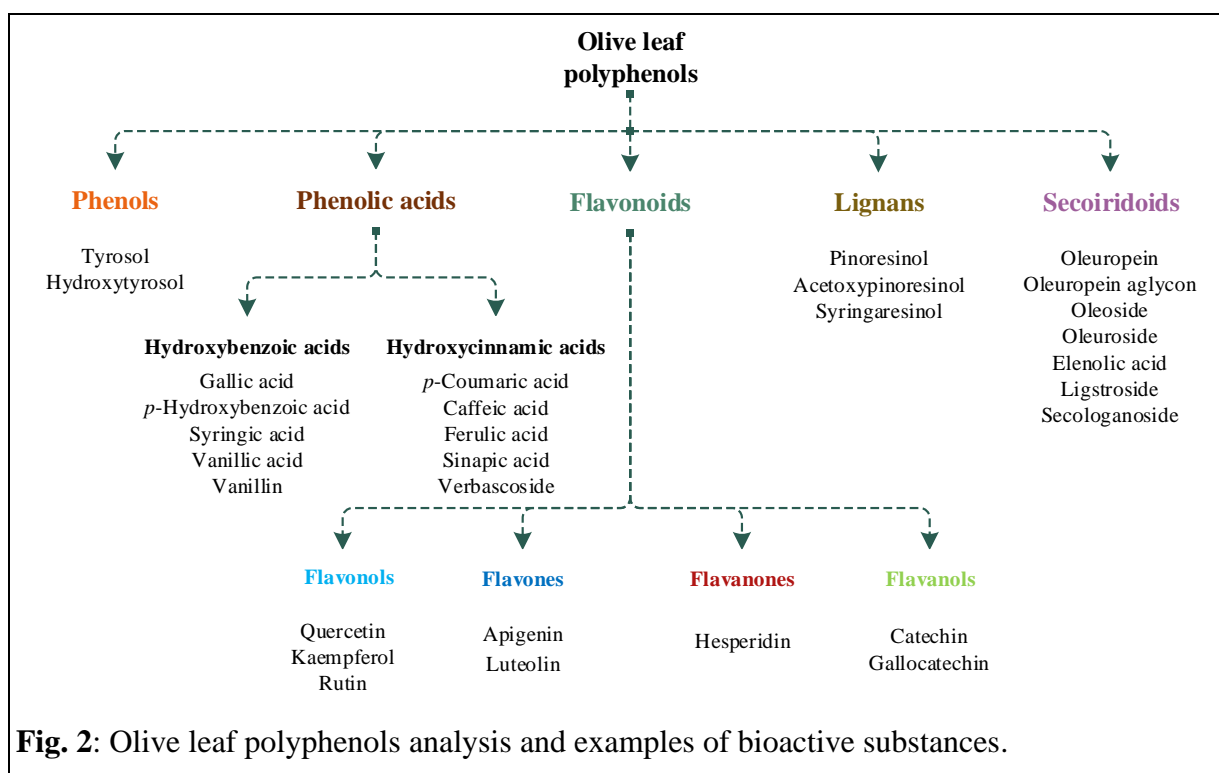 Olive leaf
polyphenols
Phenols
Phenolic acids
Flavonoids
Lignans
Secoiridoids
Tyrosol
Hydroxytyrosol
Pinoresinol
Acetoxypinoresinol
Syringaresinol
Oleuropein
Oleuropein aglycon
Oleoside
Oleuroside
Elenolic acid
Ligstroside
Secologanoside
Hydroxybenzoic acids
Gallic acid
p-Hydroxybenzoic acid
Syringic acid
Vanillic acid
Vanillin
Hydroxycinnamic acids
p-Coumaric acid
Caffeic acid
Ferulic acid
Sinapic acid
Verbascoside
Flavonols
Quercetin
Kaempferol
Rutin
Flavones
Apigenin
Luteolin
Flavanones
Hesperidin
Flavanols
Catechin
Gallocatechin
Fig. 2: Olive leaf polyphenols analysis and examples of bioactive substances.